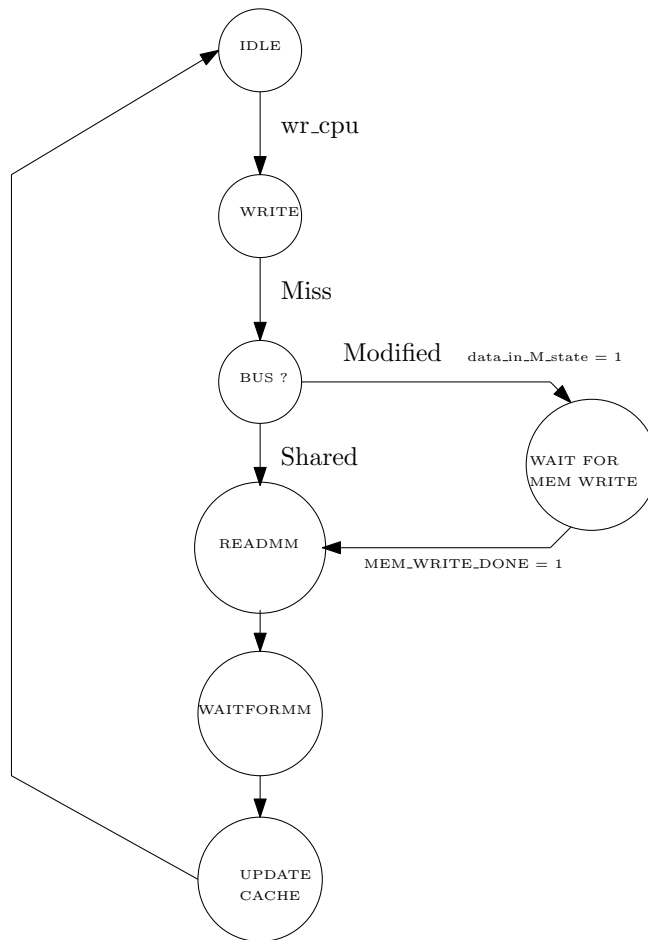 IDLE
wr_cpu
WRITE
Miss
Modified
data_in_M_state = 1
BUS ?
Shared
WAIT FOR
MEM WRITE
READMM
MEM_WRITE_DONE = 1
WAITFORMM
UPDATE
CACHE